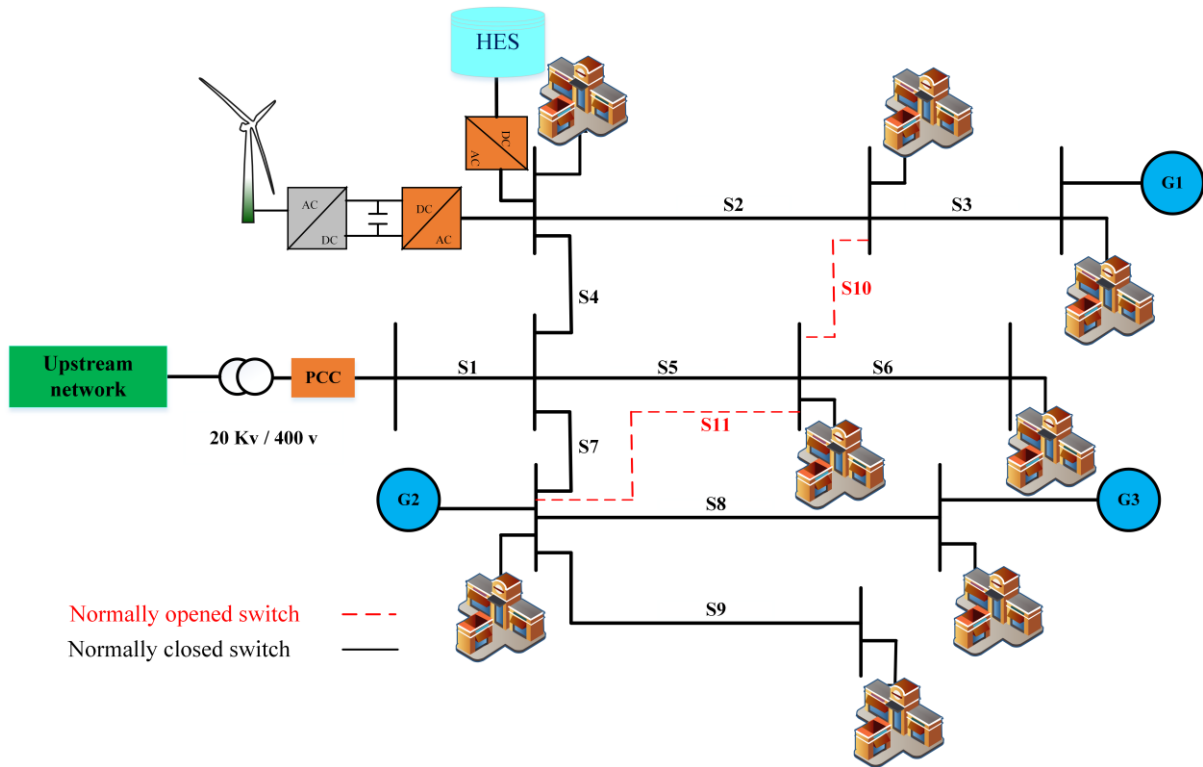 HES
DC
AC
G1
AC
DC
DC
AC
S2
S3
S10
S4
Upstream
network
PCC
S1
S5
S6
20 Kv / 400 v
S11
S7
G2
S8
G3
Normally opened switch
S9
Normally closed switch